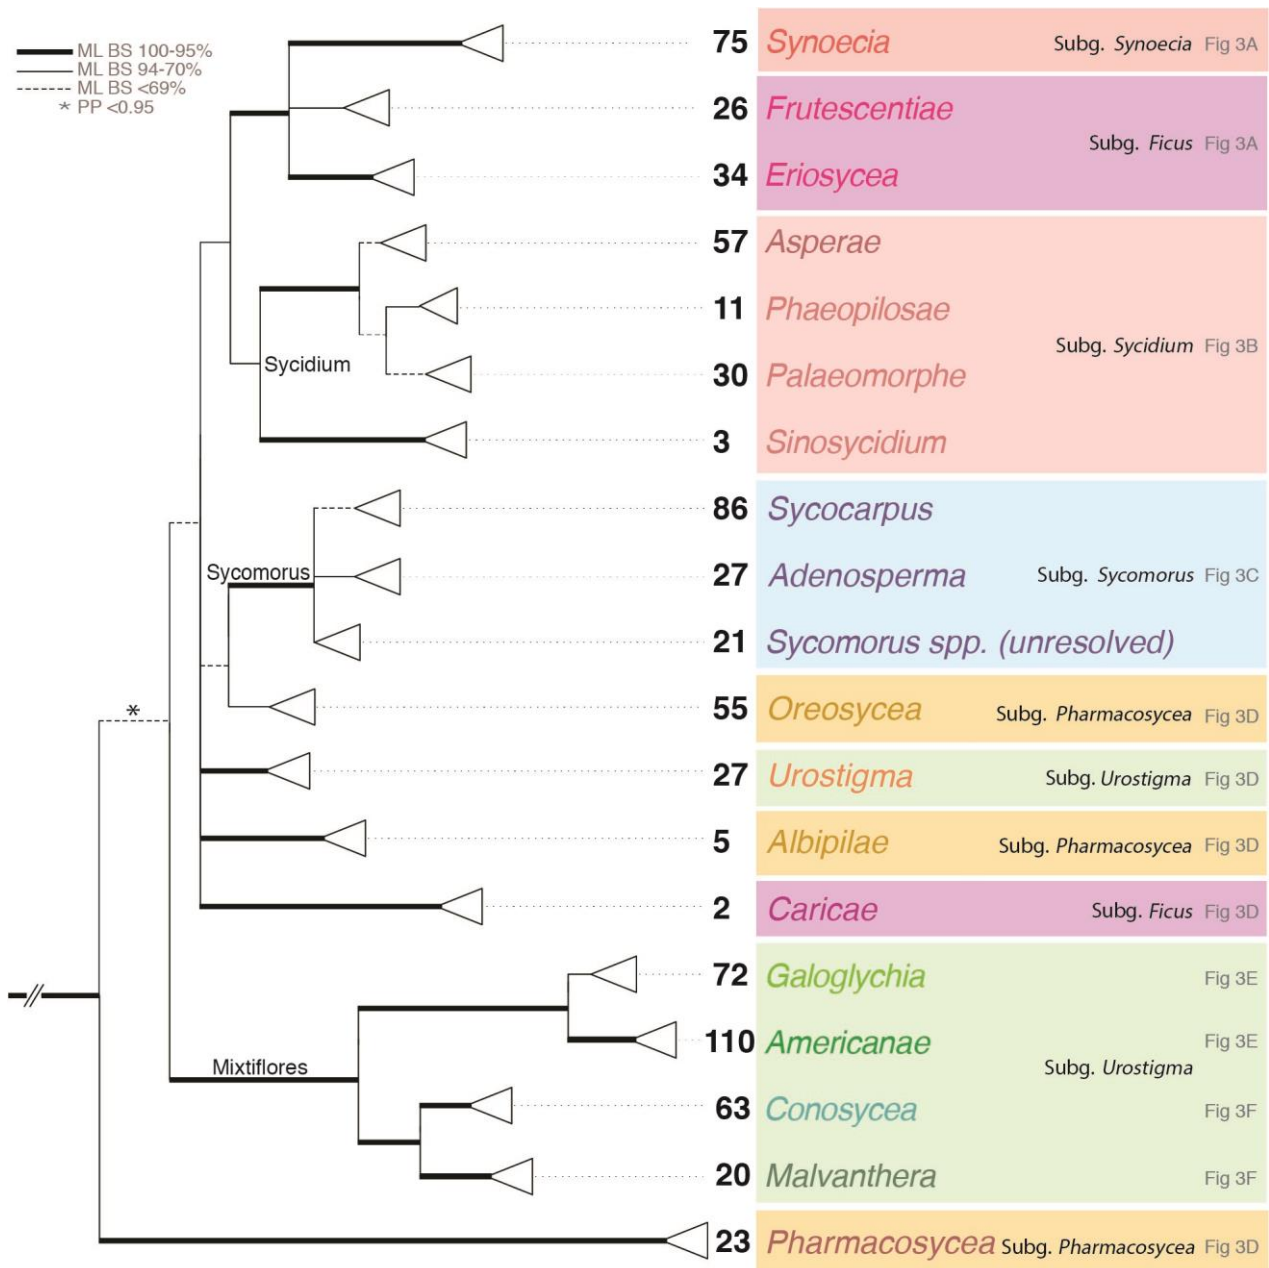 ML BS 100-95%
ML BS 94-70%
ML BS <69%
* PP <0.95
75 Synoecia Subg. Synoecia Fig 3A
26 Frutescentiae
Subg. Ficus Fig 3A
34 Eriosycea
57 Asperae
11 Phaeopilosae
Subg. Sycidium Fig 3B
Sycidium
30 Palaeomorphe
3 Sinosycidium
86 Sycocarpus
Sycomorus
27 Adenosperma Subg. Sycomorus Fig 3C
21 Sycomorus spp. (unresolved)
55 Oreosycea Subg. Pharmacosycea Fig 3D
*
27 Urostigma Subg. Urostigma Fig 3D
5 Albipilae Subg. Pharmacosycea Fig 3D
2 Caricae Subg. Ficus Fig 3D
72 Galoglychia Fig 3E
110 Americanae Fig 3E
Mixtiflores
Subg. Urostigma
63 Conosycea Fig 3F
20 Malvanthera Fig 3F
23 Pharmacosycea Subg. Pharmacosycea Fig 3D